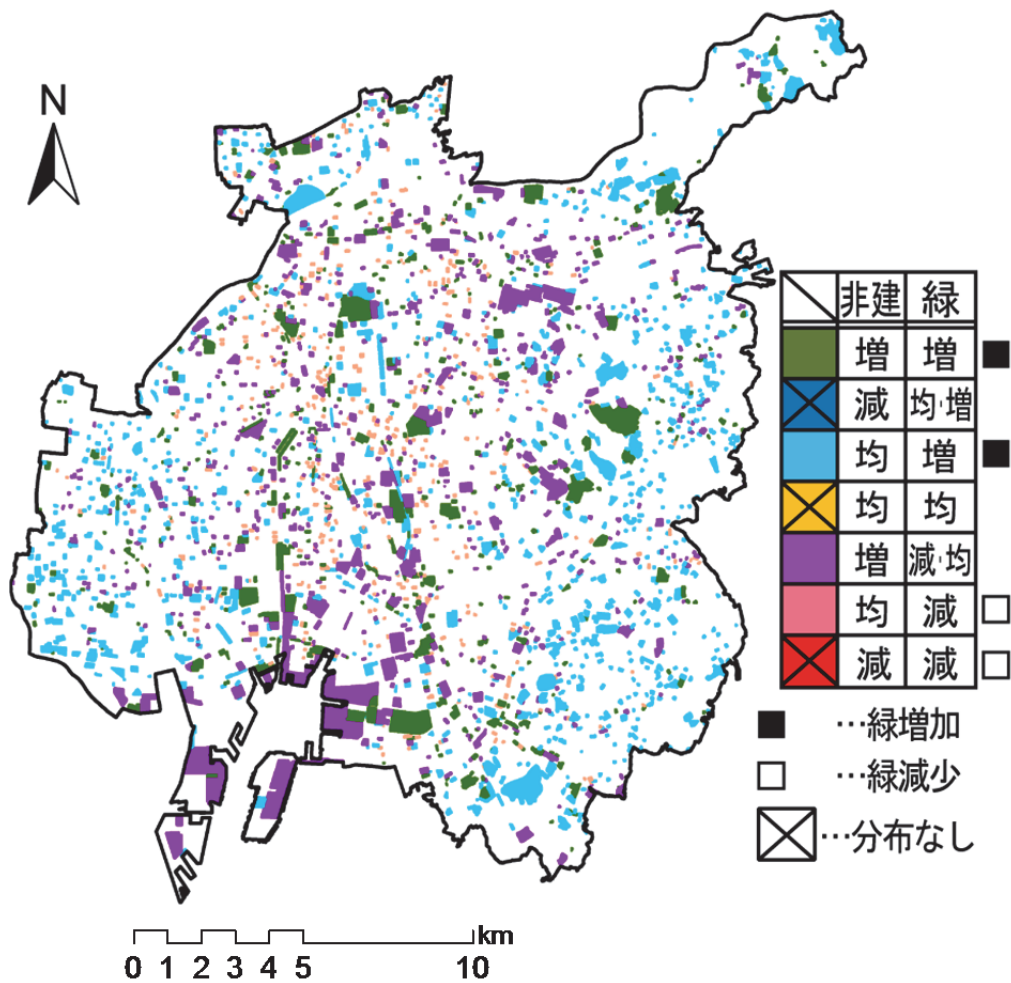 N
非建 緑
増 増
減 均・増
均 増
均 均
増 減・均
均 減
減 減
…緑増加
…緑減少
…分布なし
km
0 1 2 3 4 5 10